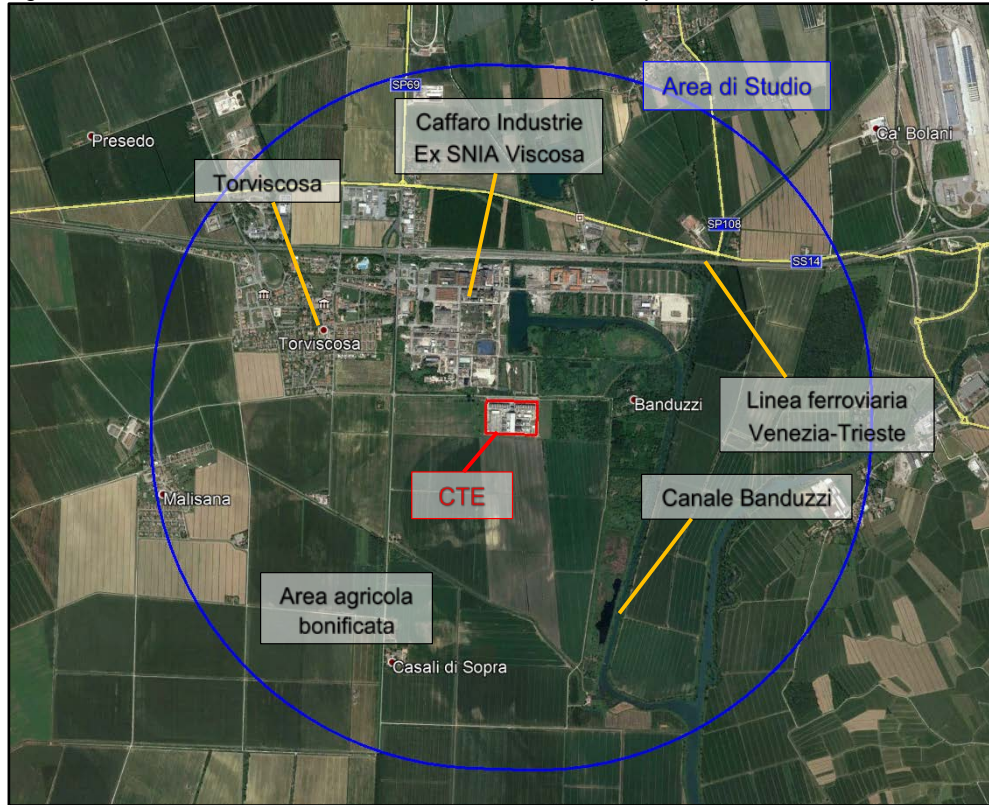 SP69
Area di Studio
Caffaro Industrie
Ex SNIA Viscosa
Presedo
Ca' Bolani
Torviscosa
SP108
SS14
Torviscosa
Banduzzi
Linea ferroviaria
Venezia-Trieste
CTE
Malisana
Canale Banduzzi
Area agricola
bonificata
Casali di Sopra